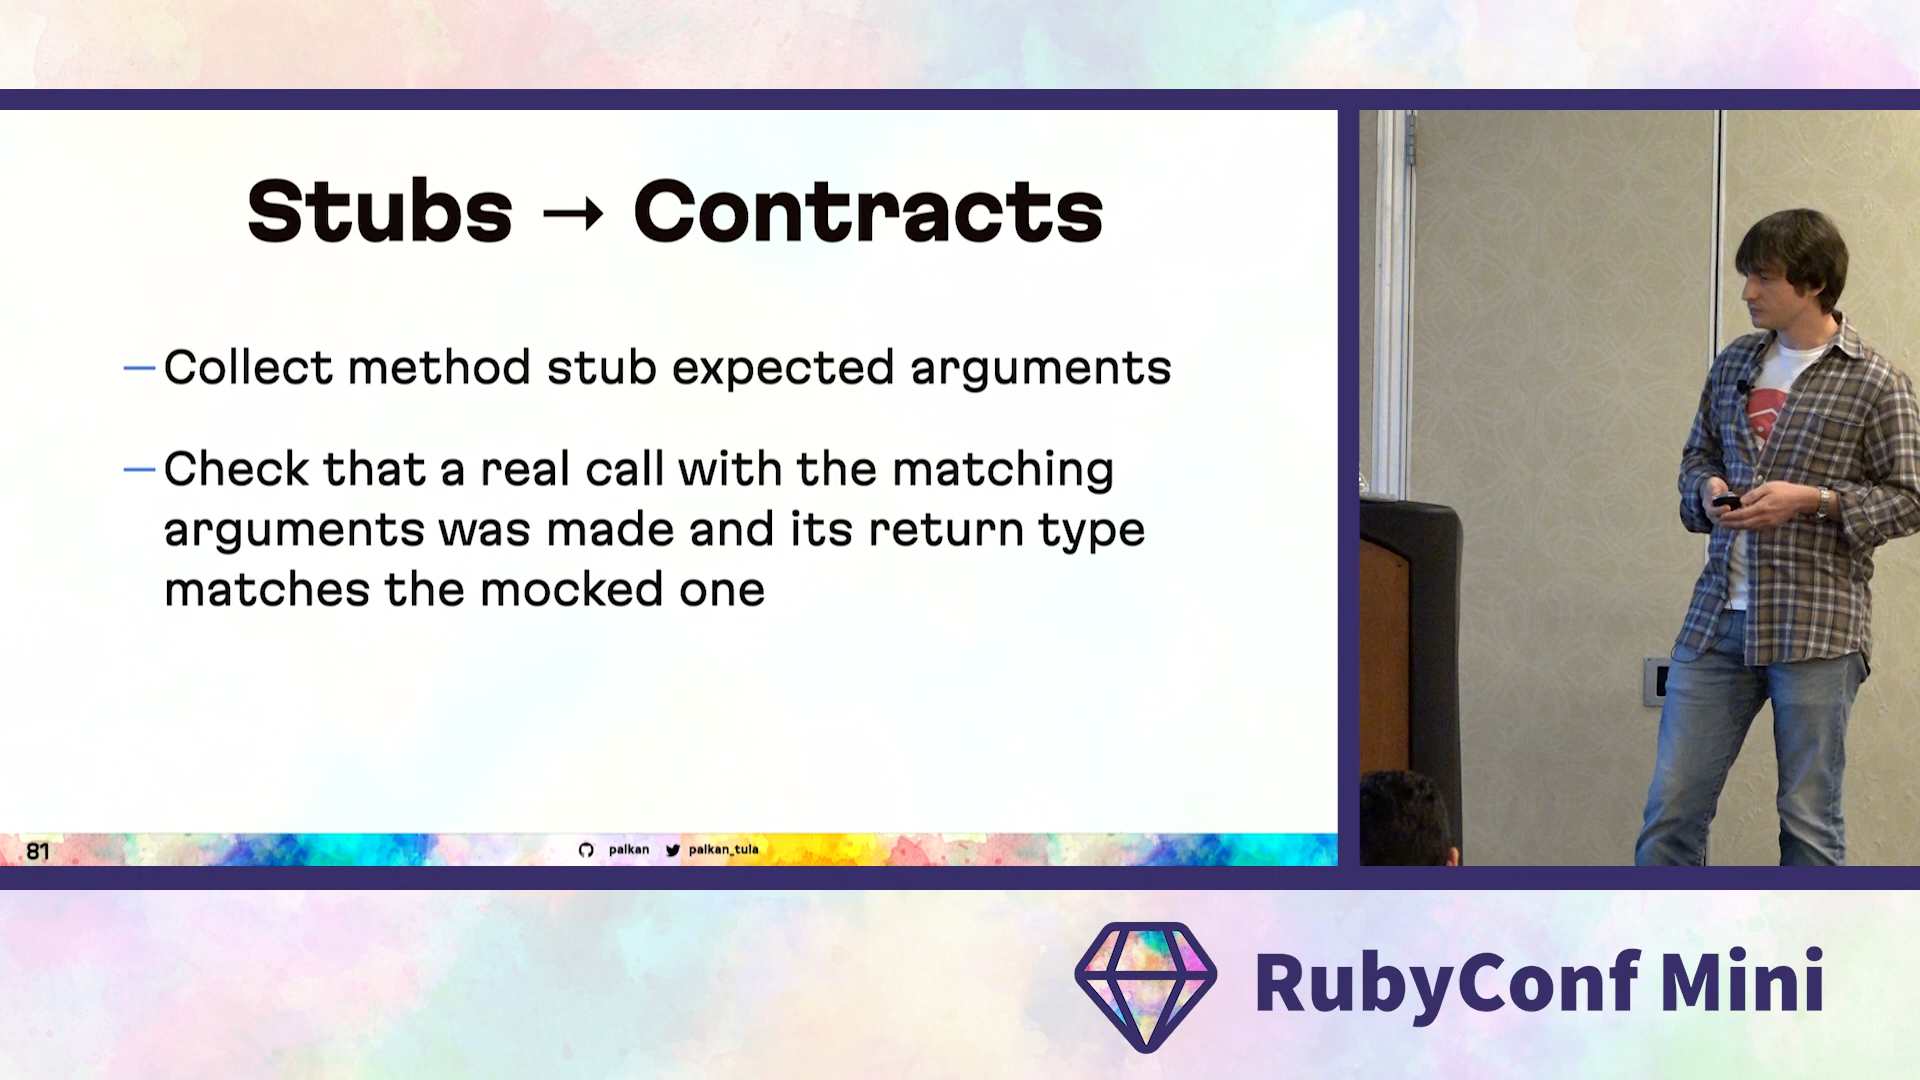 Stubs → Contracts
— Collect method stub expected arguments
— Check that a real call with the matching
arguments was made and its return type
matches the mocked one
81
palkan
palkan_tula
RubyConf Mini